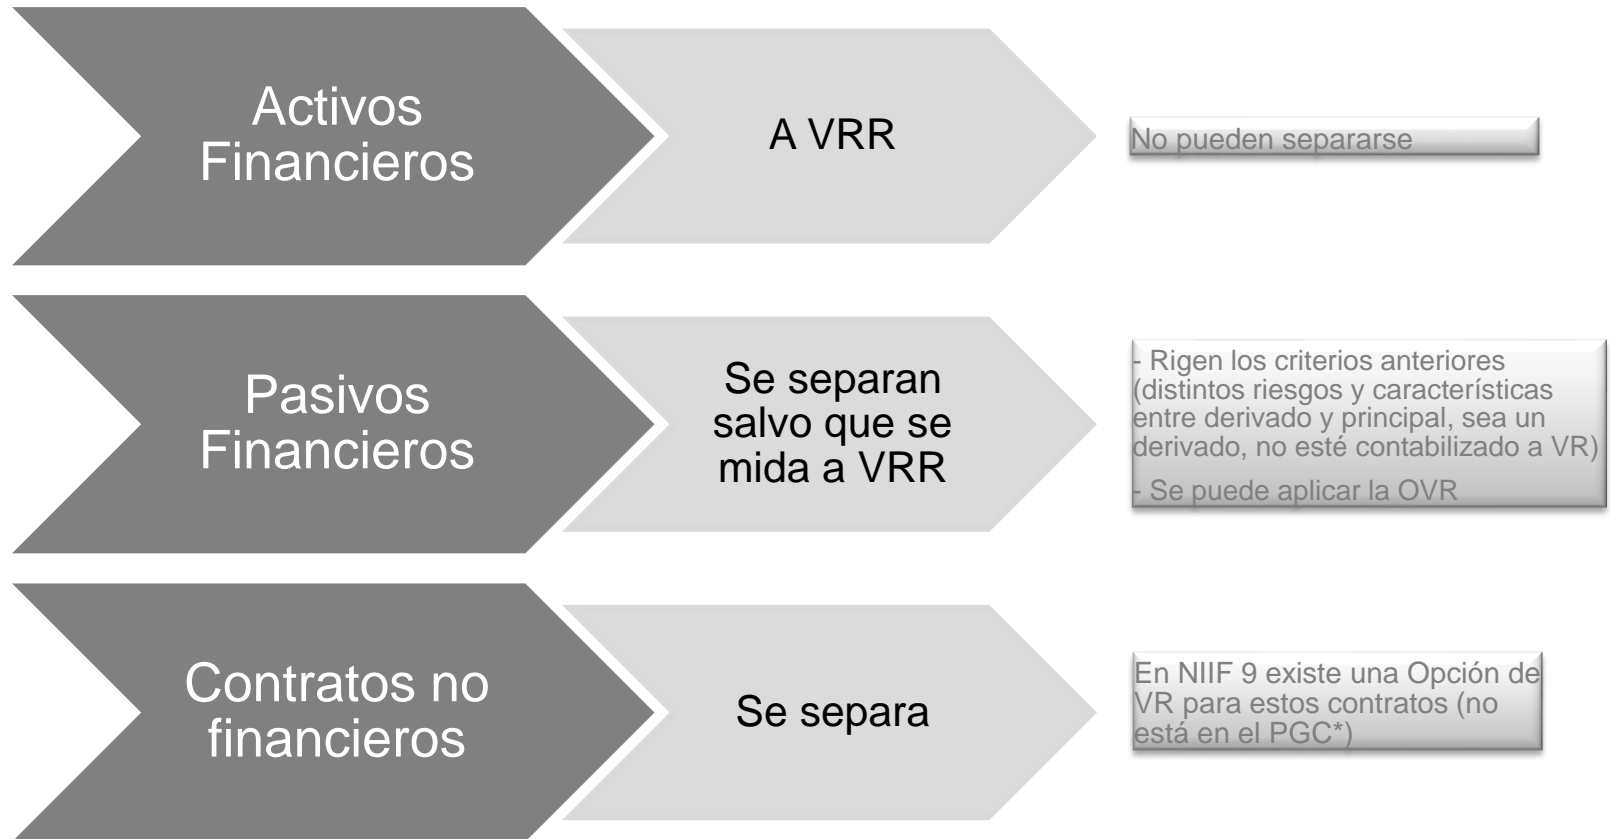 Activos
Financieros
A VRR
No pueden separarse
Pasivos
Financieros
Se separan
salvo que se
mida a VRR
- Rigen los criterios anteriores
(distintos riesgos y características
entre derivado y principal, sea un
derivado, no esté contabilizado a VR)
- Se puede aplicar la OVR
Contratos no
financieros
Se separa
En NIIF 9 existe una Opción de
VR para estos contratos (no
está en el PGC*)